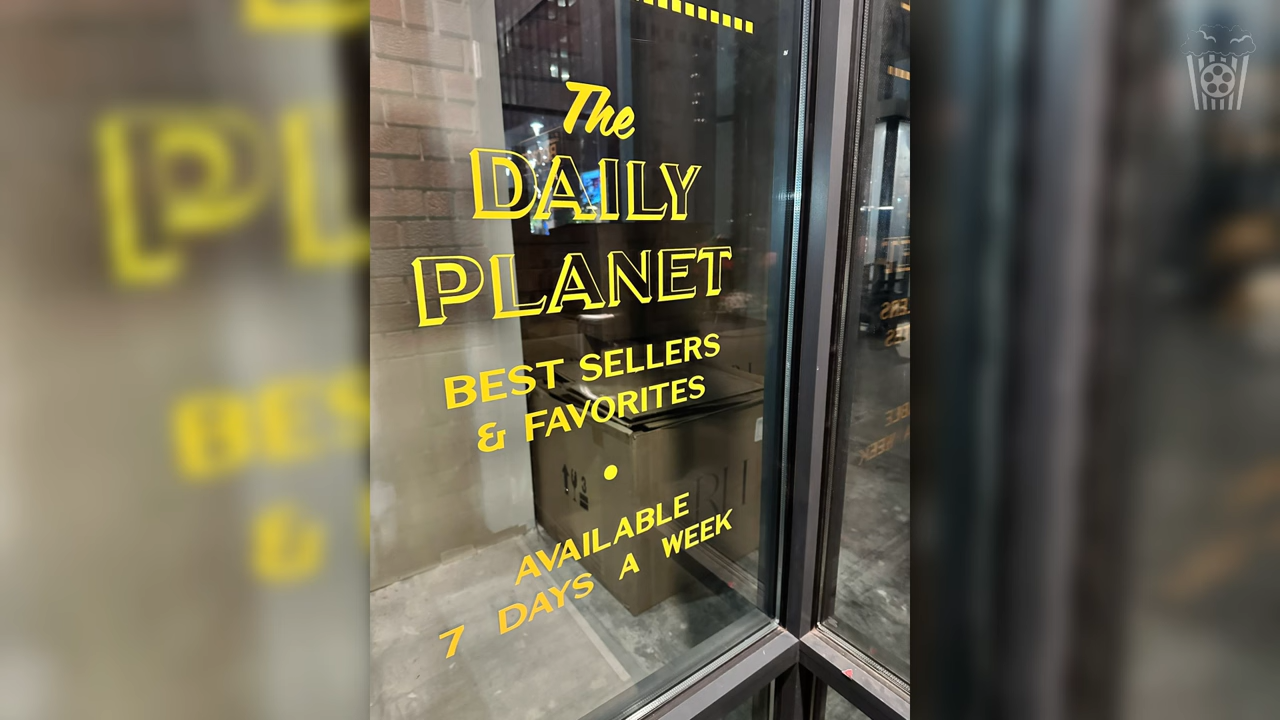 The
DAILY
PLANET
BEST SELLERS
& FAVORITES
AVAILABLE
7 DAYS A WEEK